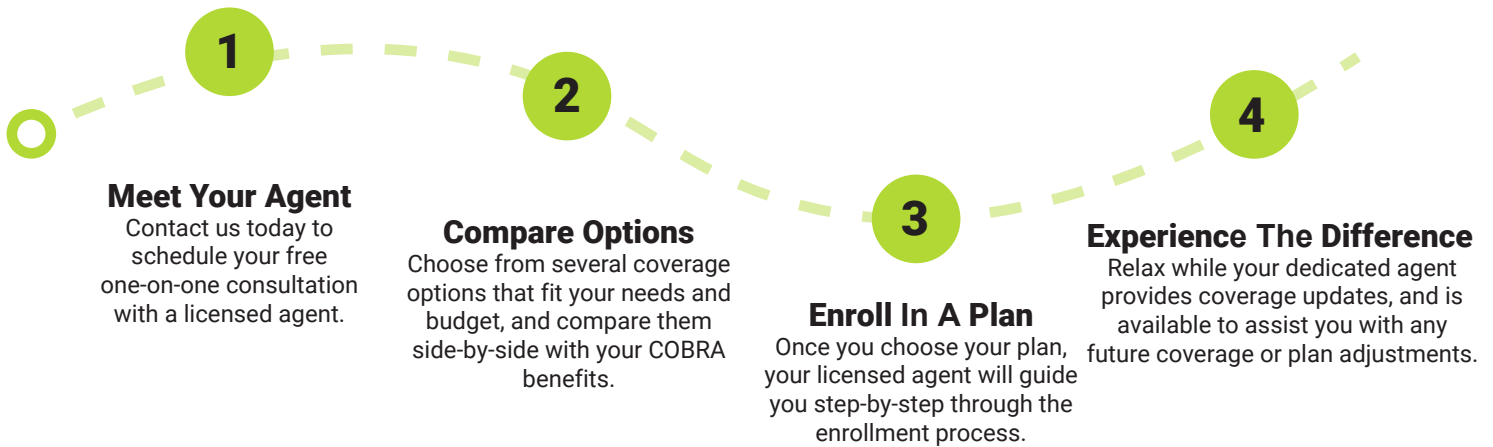 1
Meet Your Agent
Contact us today to
schedule your free
one-on-one consultation
with a licensed agent.
2
Compare Options
Choose from several coverage
options that fit your needs and
budget, and compare them
side-by-side with your COBRA
benefits.
3
Enroll In A Plan
Once you choose your plan,
your licensed agent will guide
you step-by-step through the
enrollment process.
4
Experience The Difference
Relax while your dedicated agent
provides coverage updates, and is
available to assist you with any
future coverage or plan adjustments.